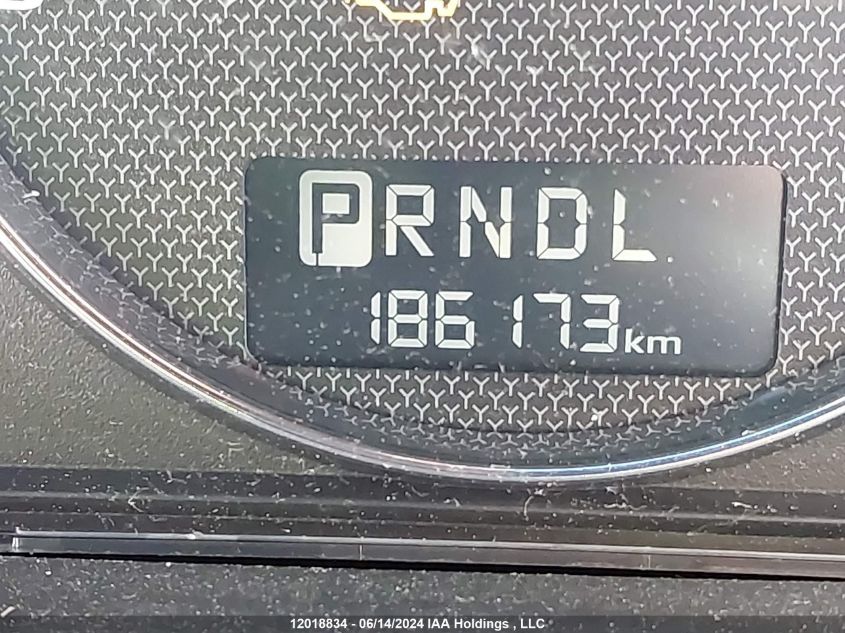 PRNDL
186173km
12018834 - 06/14/2024 IAA Holdings , LLC